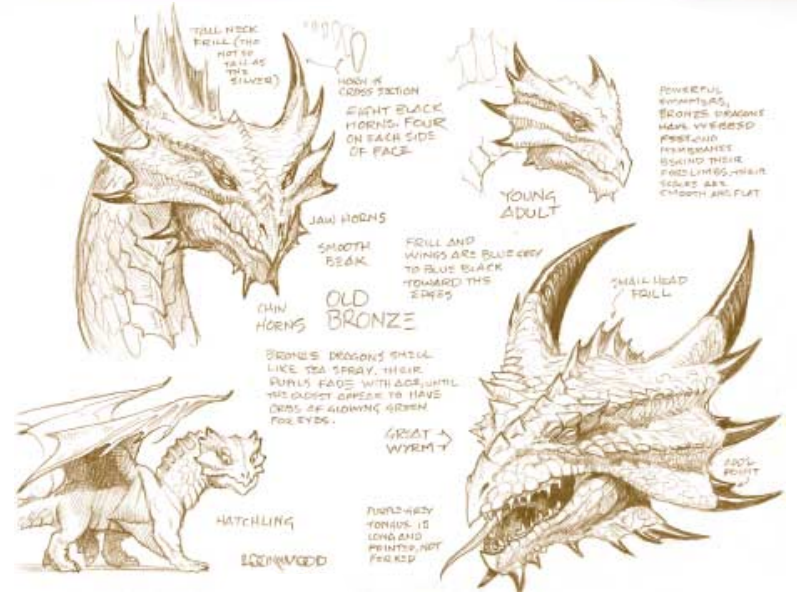 TALL NECK
FRILL (THO
NOT SO
TALL AS
THE
SILVER)
HORN IS
CROSS SECTION
EIGHT BLACK
HORNS. FOUR
ON EACH SIDE
OF FACE
JAW HORNS
SMOOTH
BEAK
CHIN
HORNS
OLD
BRONZE
YOUNG
ADULT
POWERFUL
SWIMMERS,
BRONZE DRAGONS
HAVE WEBBED
FEET AND
MEMBRANES
BEHIND THEIR
FORELIMBS. THEIR
SCALES ARE
SMOOTH AND FLAT
FRILL AND
WINGS ARE BLUE GREY
TO BLUE BLACK
TOWARD THE
EDGES
SMALL HEAD
FRILL
BRONZE DRAGONS SMELL
LIKE SEA SPRAY. THEIR
PUPILS FADE WITH AGE, UNTIL
THE OLDEST APPEAR TO HAVE
ORBS OF GLOWING GREEN
FOR EYES.
GREAT
WYRM
POINT
HATCHLING
LOCKWOOD
PURPLE-GREY
TONGUE IS
LONG AND
POINTED, NOT
FORKED